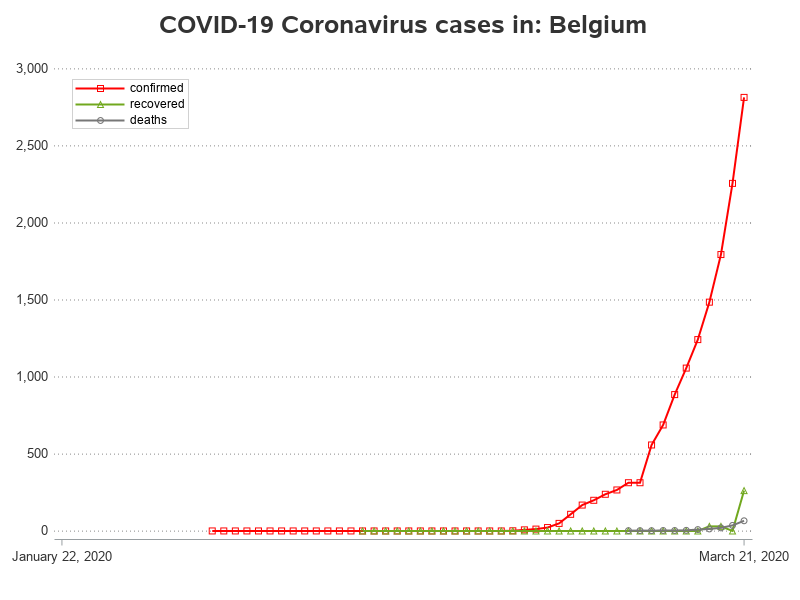 COVID-19 Coronavirus cases in: Belgium
3,000
confirmed
recovered
deaths
2,500
2,000
1,500
1,000
500
0
January 22, 2020
March 21, 2020